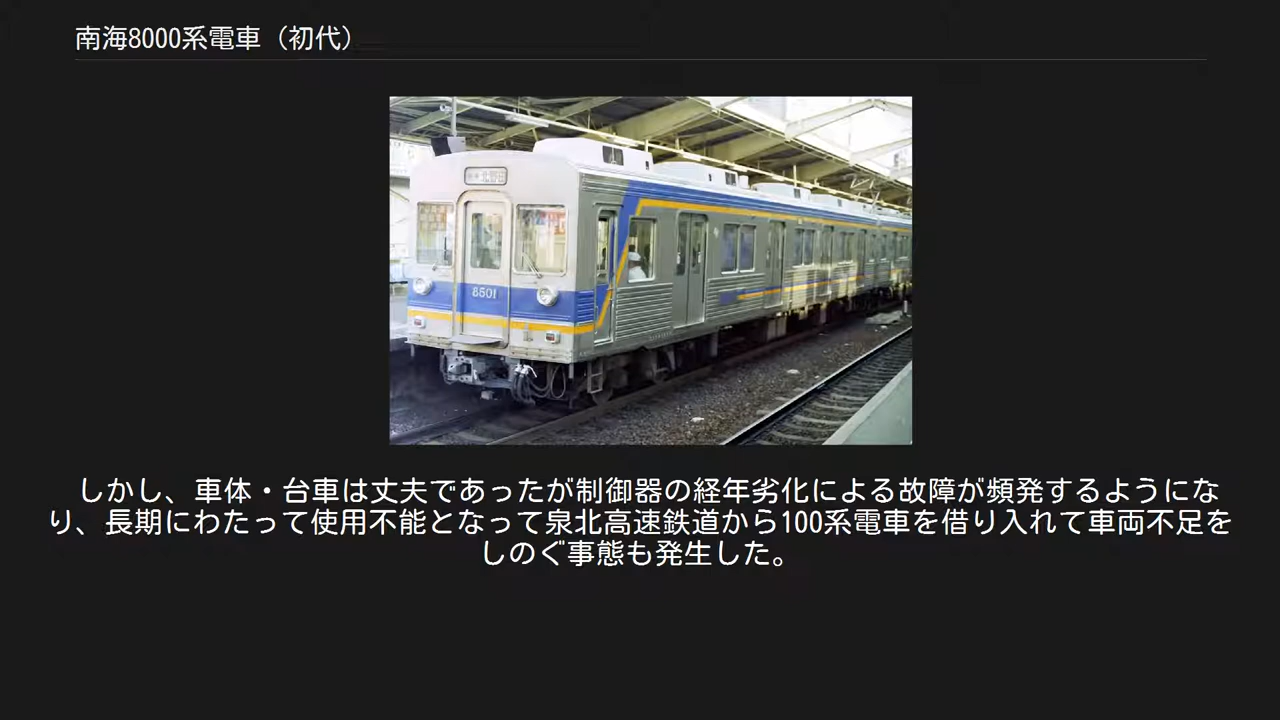 南海8000系電車（初代）
8501
しかし、車体・台車は丈夫であったが制御器の経年劣化による故障が頻発するようにな
り、長期にわたって使用不能となって泉北高速鉄道から100系電車を借り入れて車両不足を
しのぐ事態も発生した。